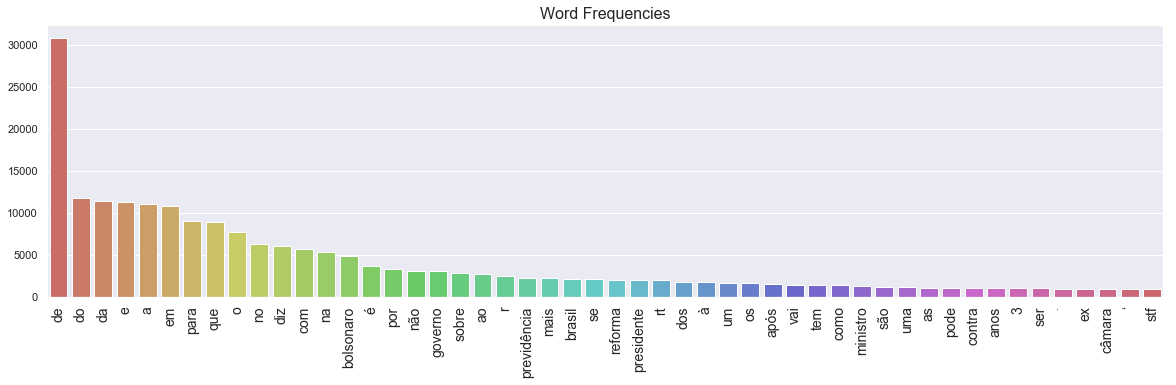 Word Frequencies
30000
25000
20000
15000
10000
5000
0
de
do
da
e
a
em
para
que
o
no
diz
com
na
bolsonaro
é
por
não
governo
sobre
ao
r
previdência
mais
brasil
se
reforma
presidente
rt
dos
à
um
os
após
vai
tem
como
ministro
são
uma
as
pode
contra
anos
3
ser
ex
câmara
‘
stf